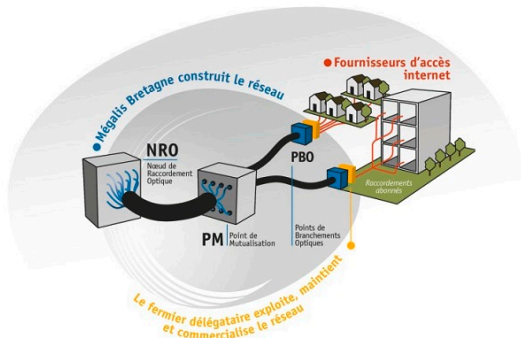 Mégalis Bretagne construit le réseau
Fournisseurs d'accès
internet
NRO
Nœud de
Raccordement
Optique
PBO
PM
Point de
Mutualisation
Points de
Branchements
Optiques
Raccordements
abonnés
Le fermier délégataire exploite, maintient
et commercialise le réseau